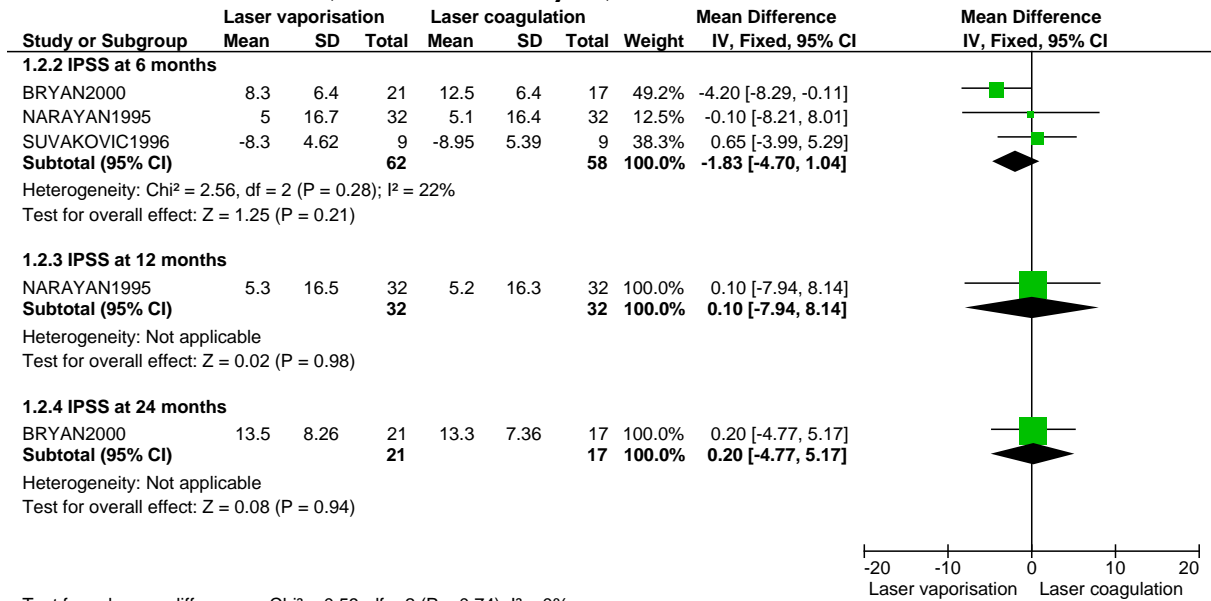 Laser vaporisation Laser coagulation Mean Difference Mean Difference
Study or Subgroup Mean SD Total Mean SD Total Weight IV, Fixed, 95% CI IV, Fixed, 95% CI
1.2.2 IPSS at 6 months
BRYAN2000 8.3 6.4 21 12.5 6.4 17 49.2% -4.20 [-8.29, -0.11]
NARAYAN1995 5 16.7 32 5.1 16.4 32 12.5% -0.10 [-8.21, 8.01]
SUVAKOVIC1996 -8.3 4.62 9 -8.95 5.39 9 38.3% 0.65 [-3.99, 5.29]
Subtotal (95% CI) 62 58 100.0% -1.83 [-4.70, 1.04]
Heterogeneity: Chi² = 2.56, df = 2 (P = 0.28); I² = 22%
Test for overall effect: Z = 1.25 (P = 0.21)
1.2.3 IPSS at 12 months
NARAYAN1995 5.3 16.5 32 5.2 16.3 32 100.0% 0.10 [-7.94, 8.14]
Subtotal (95% CI) 32 32 100.0% 0.10 [-7.94, 8.14]
Heterogeneity: Not applicable
Test for overall effect: Z = 0.02 (P = 0.98)
1.2.4 IPSS at 24 months
BRYAN2000 13.5 8.26 21 13.3 7.36 17 100.0% 0.20 [-4.77, 5.17]
Subtotal (95% CI) 21 17 100.0% 0.20 [-4.77, 5.17]
Heterogeneity: Not applicable
Test for overall effect: Z = 0.08 (P = 0.94)
-20 -10 0 10 20
Laser vaporisation Laser coagulation